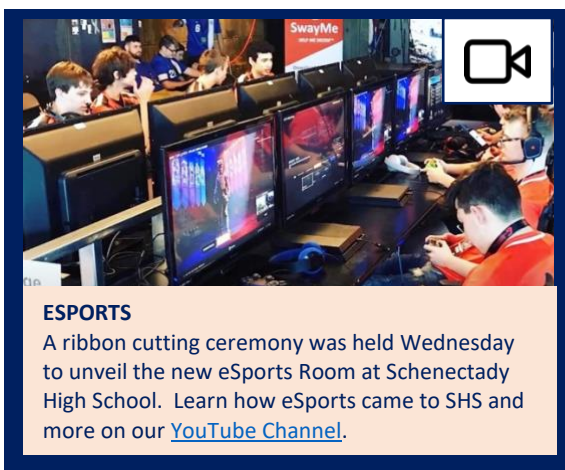 SwayMe
ESPORTS
A ribbon cutting ceremony was held Wednesday
to unveil the new eSports Room at Schenectady
High School.  Learn how eSports came to SHS and
more on our YouTube Channel.